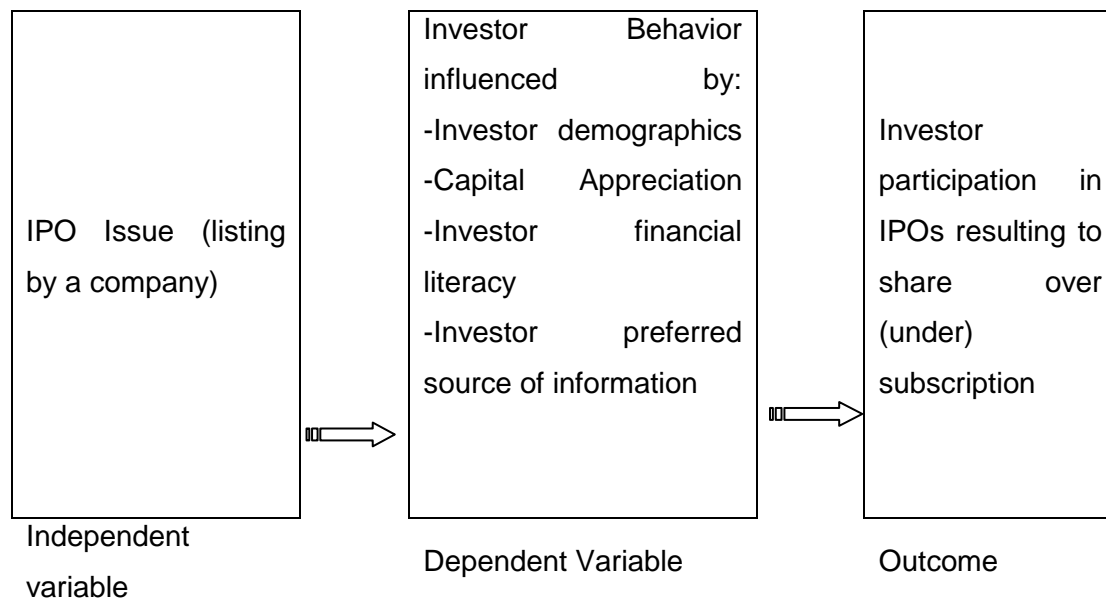 IPO Issue (listing
by a company)
Independent
variable
Investor Behavior
influenced by:
-Investor demographics
-Capital Appreciation
-Investor financial
literacy
-Investor preferred
source of information
Dependent Variable
Investor
participation in
IPOs resulting to
share over
(under)
subscription
Outcome